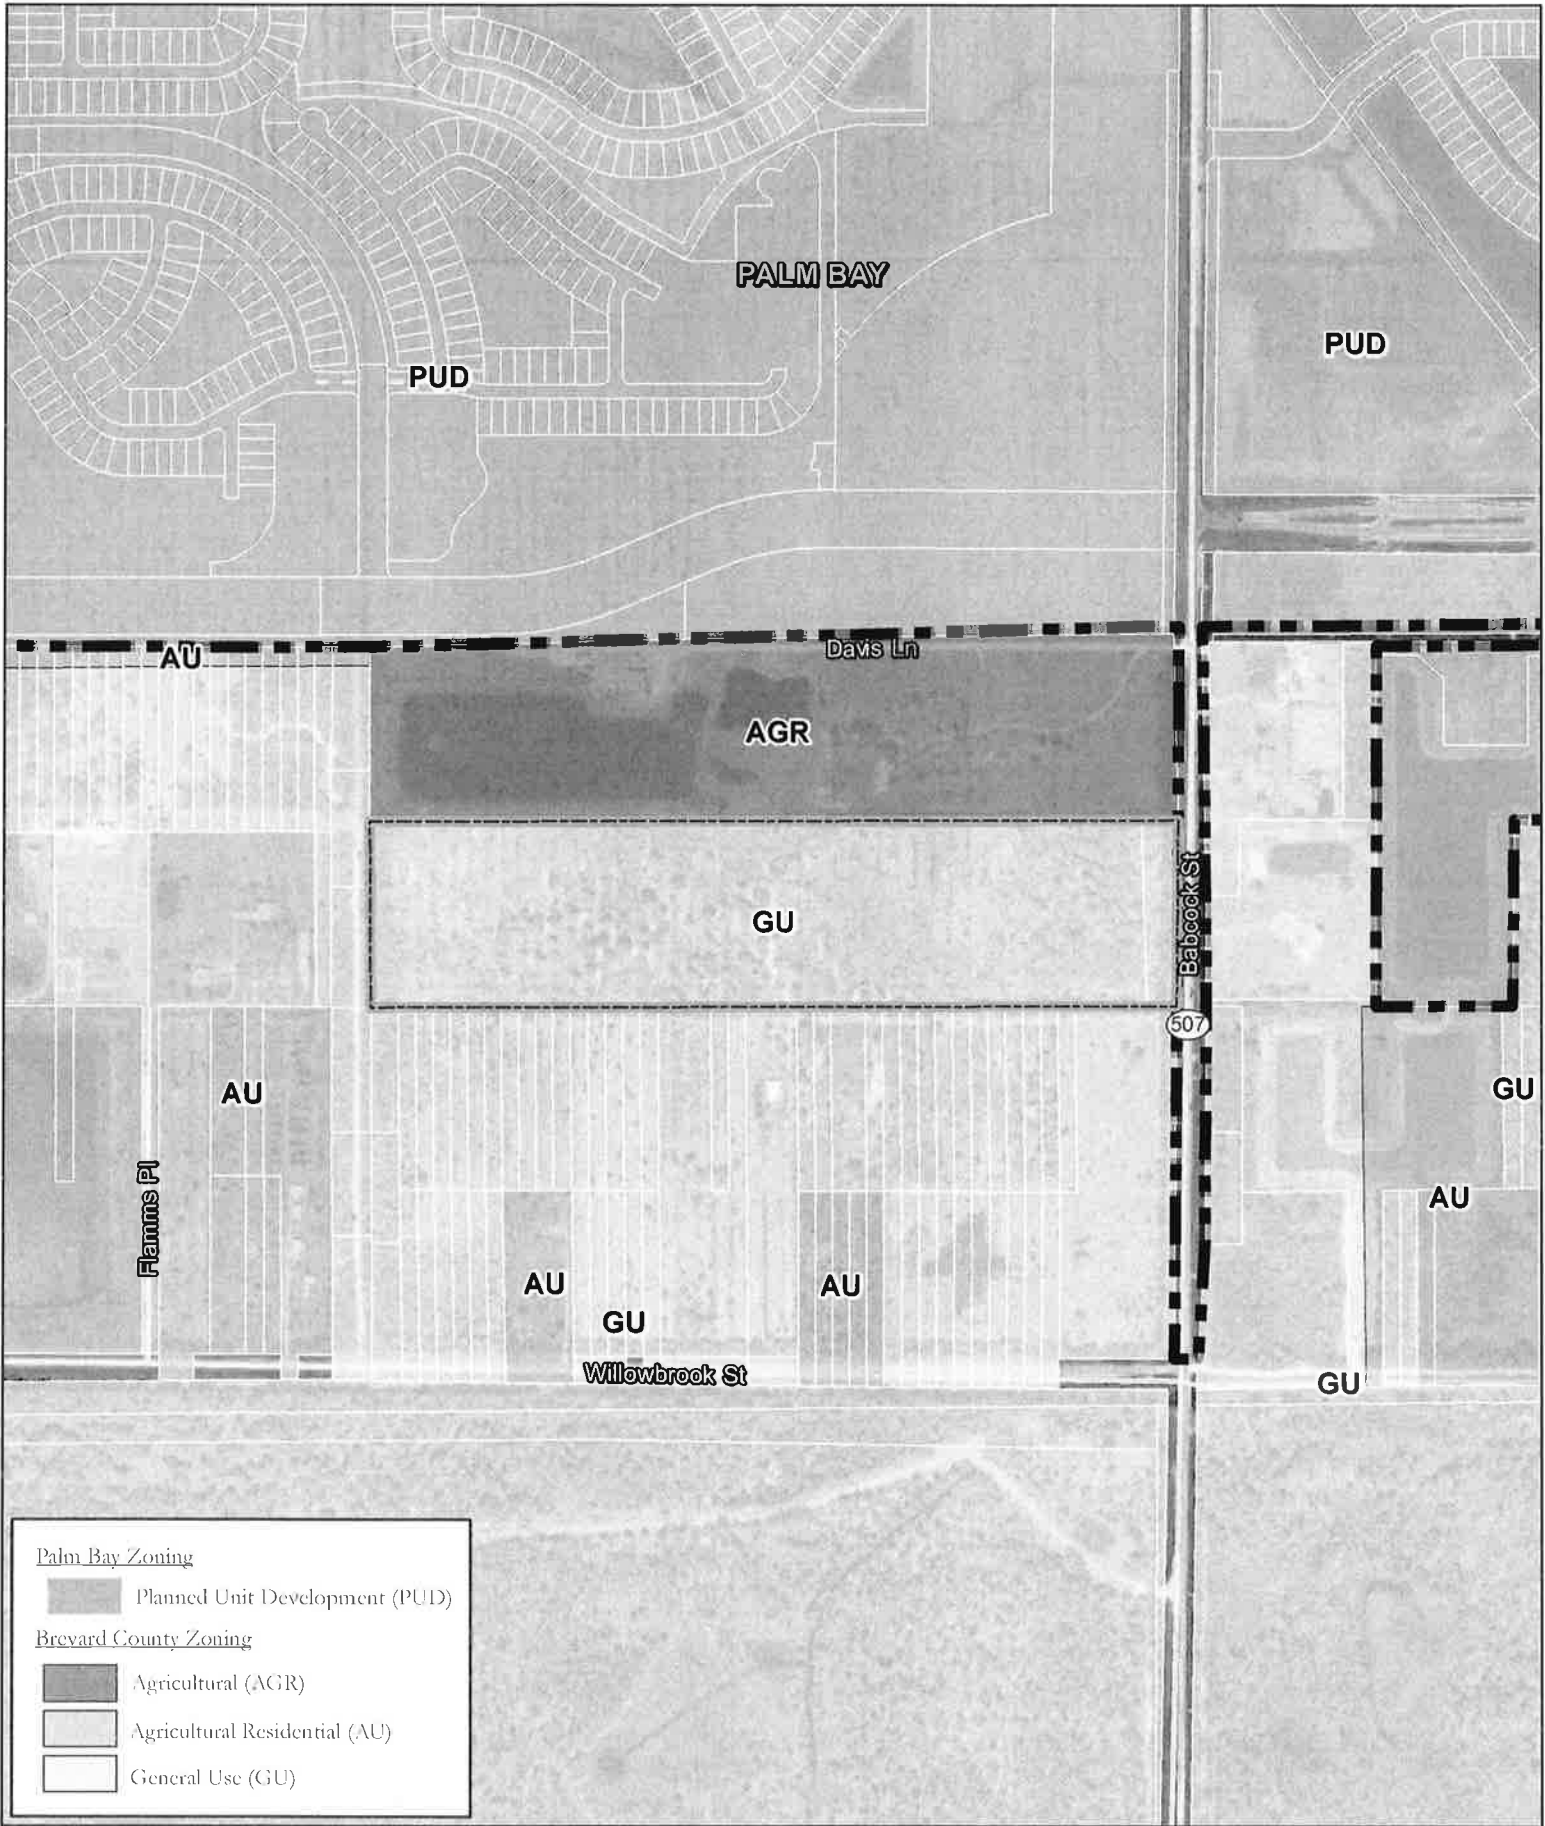 PALM BAY
PUD
PUD
Davis Ln
AU
AGR
GU
Babcock St
507
AU
GU
Flamms Pl
AU
AU
AU
GU
Willowbrook St
GU
Palm Bay Zoning
Planned Unit Development (PUD)
Brevard County Zoning
Agricultural (AGR)
Agricultural Residential (AU)
General Use (GU)